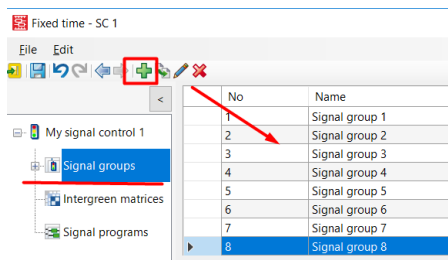 Fixed time - SC 1
File Edit
<
No Name
My signal control 1
Signal groups
Intergreen matrices
Signal programs
1 Signal group 1
2 Signal group 2
3 Signal group 3
4 Signal group 4
5 Signal group 5
6 Signal group 6
7 Signal group 7
8 Signal group 8